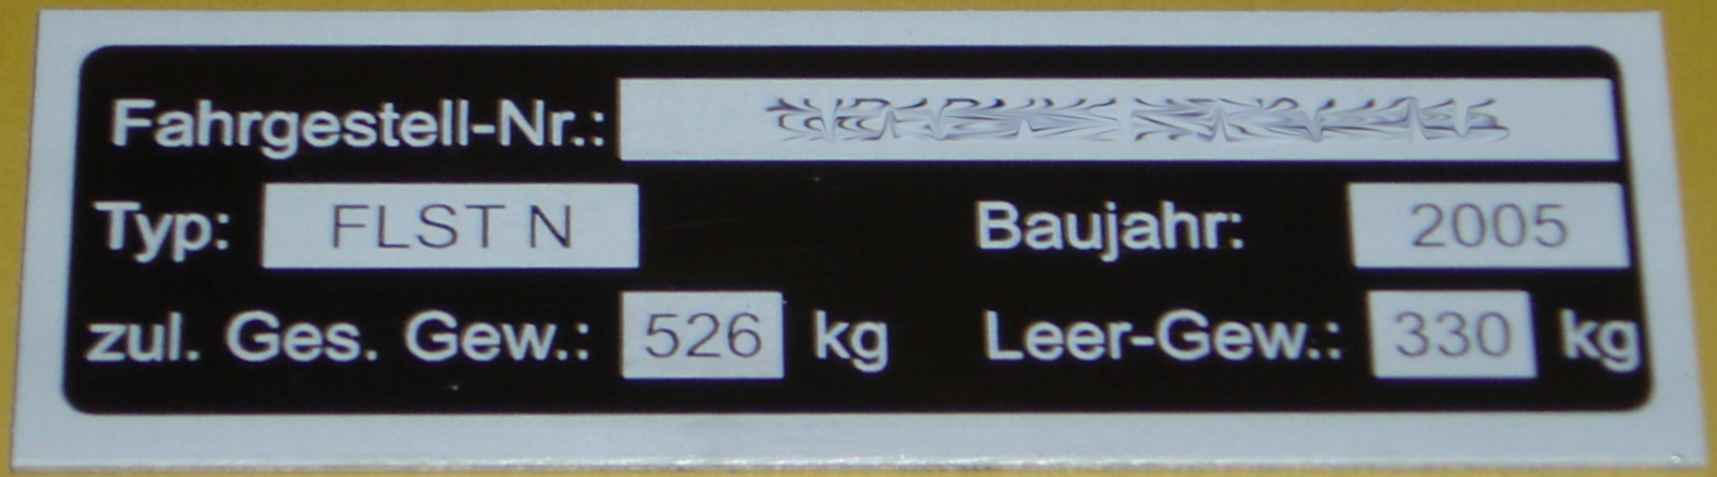 Fahrgestell-Nr.:
Typ: FLST N Baujahr: 2005
zul. Ges. Gew.: 526 kg Leer-Gew.: 330 kg